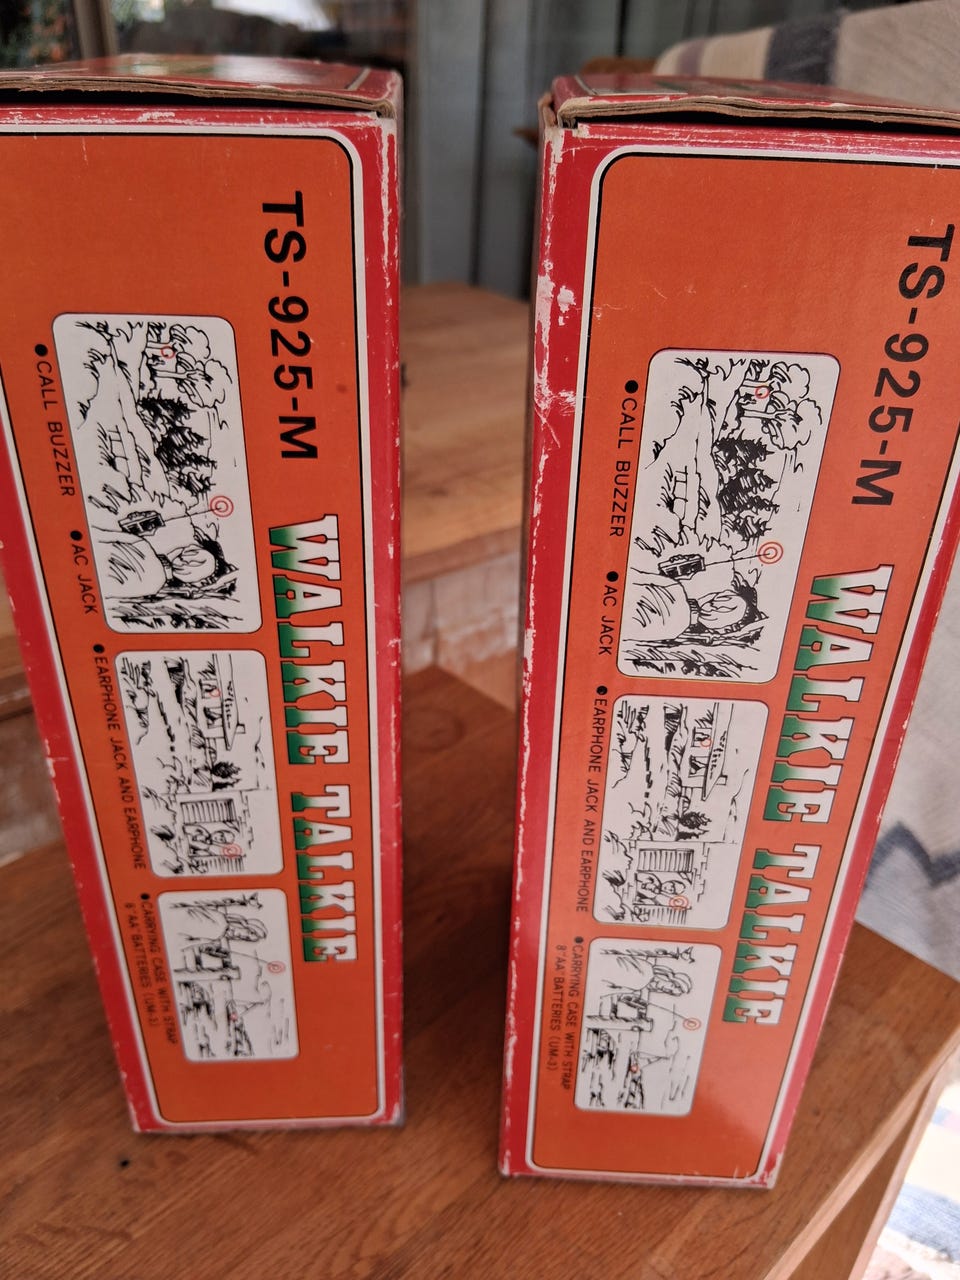 TS-925-M WALKIE TALKIE
●CALL BUZZER ●AC JACK ●EARPHONE JACK AND EARPHONE ●CARRYING CASE WITH STRAP
8"AA" BATTERIES (UM-3)
TS-925-M WALKIE TALKIE
●CALL BUZZER ●AC JACK ●EARPHONE JACK AND EARPHONE ●CARRYING CASE WITH STRAP
8"AA" BATTERIES (UM-3)